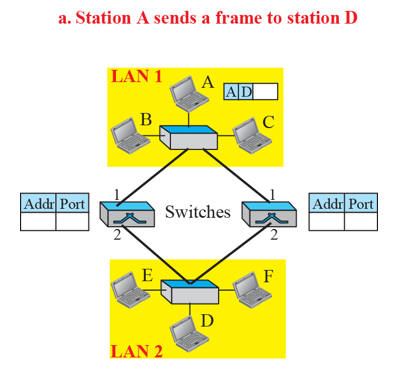 a. Station A sends a frame to station D
LAN 1
A
A D
B
C
Addr Port
1
Switches
1
Addr Port
2
2
E
F
D
LAN 2